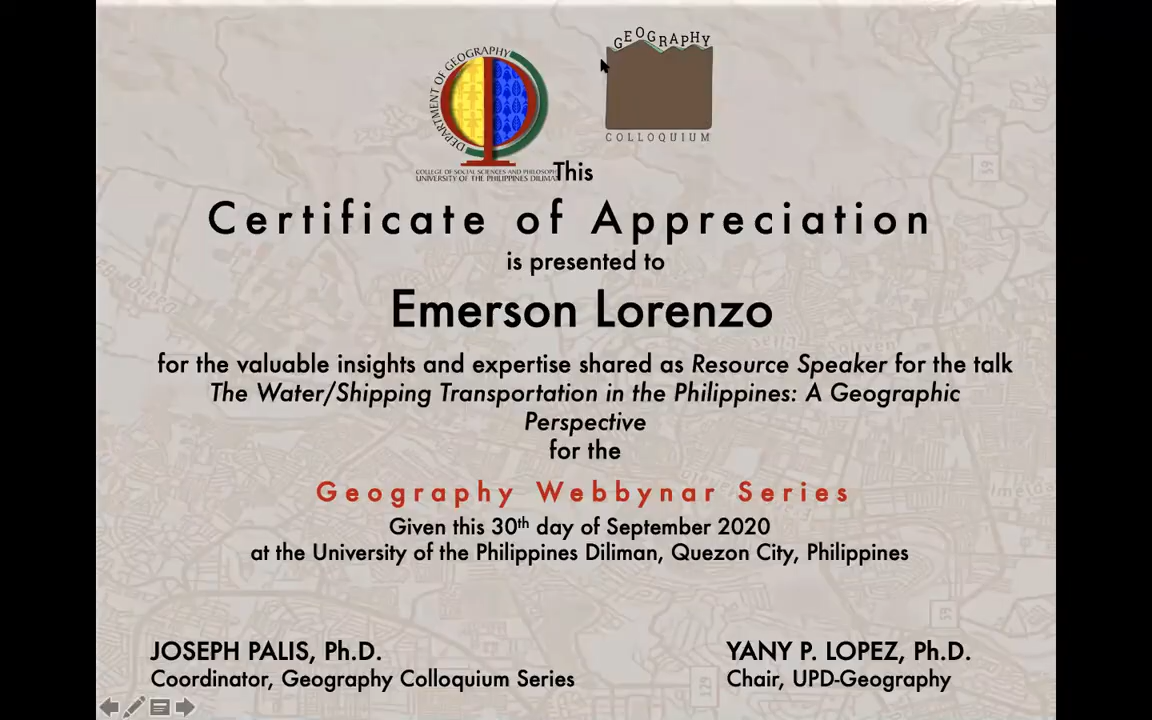 GEOGRAPHY
DEPARTMENT OF GEOGRAPHY
COLLOQUIUM
COLLEGE OF SOCIAL SCIENCES AND PHILOSOPHY
UNIVERSITY OF THE PHILIPPINES DILIMAN
This
Certificate of Appreciation
is presented to
Emerson Lorenzo
for the valuable insights and expertise shared as Resource Speaker for the talk
The Water/Shipping Transportation in the Philippines: A Geographic
Perspective
for the
Geography Webbynar Series
Given this 30th day of September 2020
at the University of the Philippines Diliman, Quezon City, Philippines
JOSEPH PALIS, Ph.D.
Coordinator, Geography Colloquium Series
YANY P. LOPEZ, Ph.D.
Chair, UPD-Geography
59
59
129